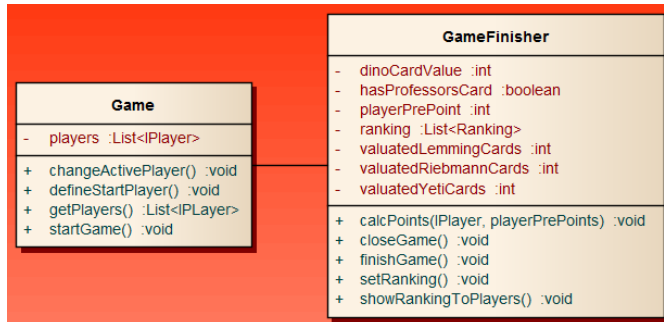 Game
- players :List<IPlayer>
+ changeActivePlayer() :void
+ defineStartPlayer() :void
+ getPlayers() :List<IPLayer>
+ startGame() :void
GameFinisher
- dinoCardValue :int
- hasProfessorsCard :boolean
- playerPrePoint :int
- ranking :List<Ranking>
- valuatedLemmingCards :int
- valuatedRiebmannCards :int
- valuatedYetiCards :int
+ calcPoints(IPlayer, playerPrePoints) :void
+ closeGame() :void
+ finishGame() :void
+ setRanking() :void
+ showRankingToPlayers() :void